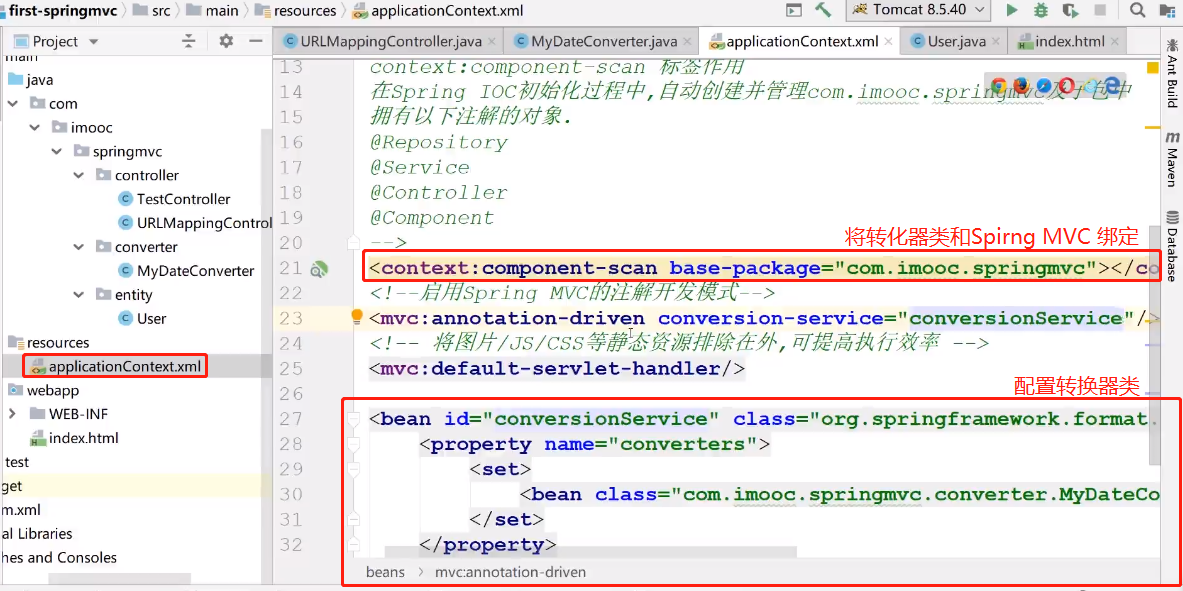 first-springmvc src main resources applicationContext.xml Tomcat 8.5.40
Project URLMappingController.java MyDateConverter.java applicationContext.xml User.java index.html
main
java
com
imooc
springmvc
controller
TestController
URLMappingControl
converter
MyDateConverter
entity
User
resources
applicationContext.xml
webapp
WEB-INF
index.html
test
get
m.xml
al Libraries
hes and Consoles
13 context:component-scan 标签作用
14 在Spring IOC初始化过程中,自动创建并管理com.imooc.springmvc及子包中
15 拥有以下注解的对象.
16 @Repository
17 @Service
18 @Controller
19 @Component
20 -->
将转化器类和Spirng MVC 绑定
21 <context:component-scan base-package="com.imooc.springmvc"></co
22 <!--启用Spring MVC的注解开发模式-->
23 <mvc:annotation-driven conversion-service="conversionService"/>
24 <!-- 将图片/JS/CSS等静态资源排除在外,可提高执行效率 -->
25 <mvc:default-servlet-handler/>
26
配置转换器类
27 <bean id="conversionService" class="org.springframework.format.
28 <property name="converters">
29 <set>
30 <bean class="com.imooc.springmvc.converter.MyDateCo
31 </set>
32 </property>
beans mvc:annotation-driven
Ant Build
Maven
Database